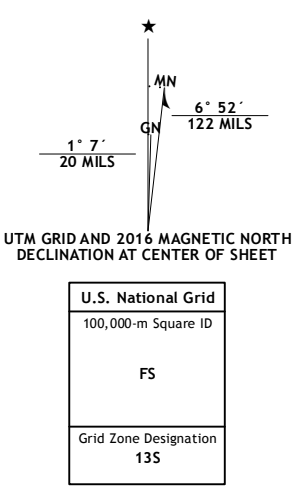 MN
6° 52´
122 MILS
GN
1° 7´
20 MILS
UTM GRID AND 2016 MAGNETIC NORTH
DECLINATION AT CENTER OF SHEET
U.S. National Grid
100,000-m Square ID
FS
Grid Zone Designation
13S